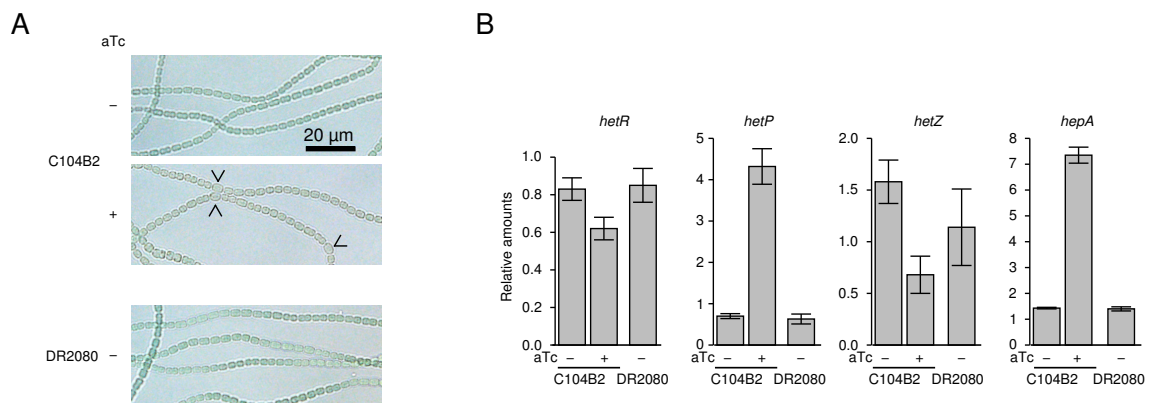 A
aTc
–
20 µm
C104B2
+
DR2080 –
B
hetR hetP hetZ hepA
Relative amounts
1.0
0.8
0.6
0.4
0.2
0.0
5
4
3
2
1
0
2.0
1.5
1.0
0.5
0.0
8
7
6
5
4
3
2
1
0
aTc – + – aTc – + – aTc – + – aTc – + –
C104B2 DR2080 C104B2 DR2080 C104B2 DR2080 C104B2 DR2080